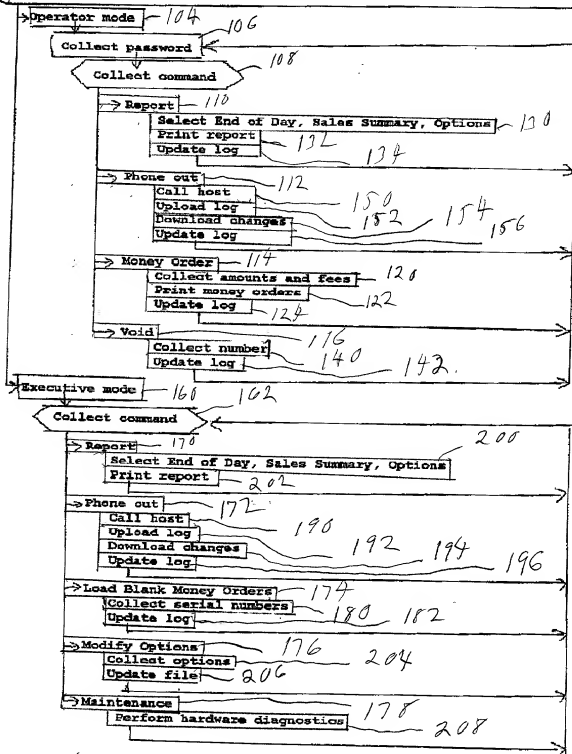 Operator mode 104
Collect password 106
Collect command 108
Report 110
Select End of Day, Sales Summary, Options 130
Print report 132
Update log 134
Phone out 112
Call host 150
Upload log 152
Download changes 154
Update log 156
Money Order 114
Collect amounts and fees 120
Print money orders 122
Update log 124
Void 116
Collect number 140
Update log 142.
Executive mode 160
Collect command 162
Report 170
Select End of Day, Sales Summary, Options 200
Print report 202
Phone out 172
Call host 190
Upload log 192
Download changes 194
Update log 196
Load Blank Money Orders 174
Collect serial numbers 180
Update log 182
Modify Options 176
Collect options 204
Update file 206
Maintenance 178
Perform hardware diagnostics 208